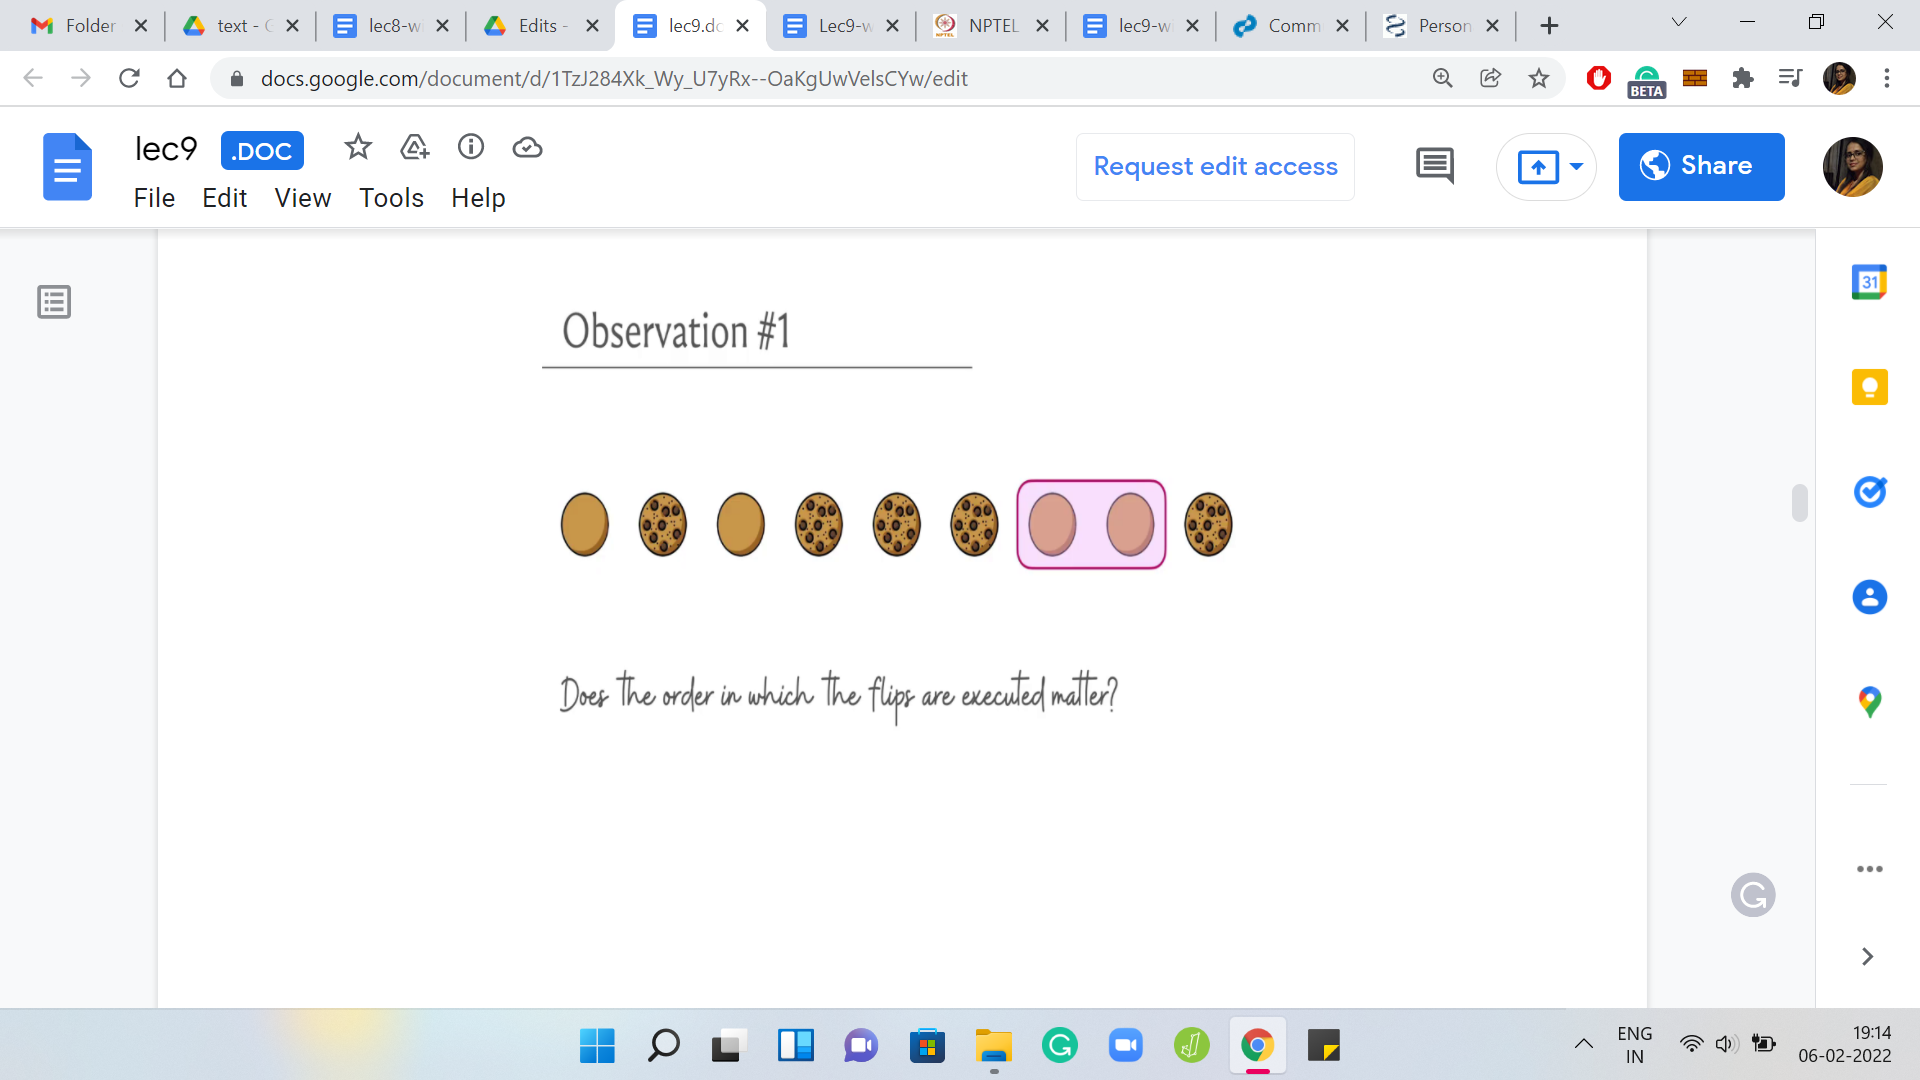 Folder
text - G
lec8-w
Edits -
lec9.do
Lec9-w
NPTEL
lec9-w
Comm
Person
docs.google.com/document/d/1TzJ284Xk_Wy_U7yRx--OaKgUwVelsCYw/edit
BETA
lec9 .DOC
Request edit access
Share
File Edit View Tools Help
31
Observation #1
Does the order in which the flips are executed matter?
ENG
IN
19:14
06-02-2022